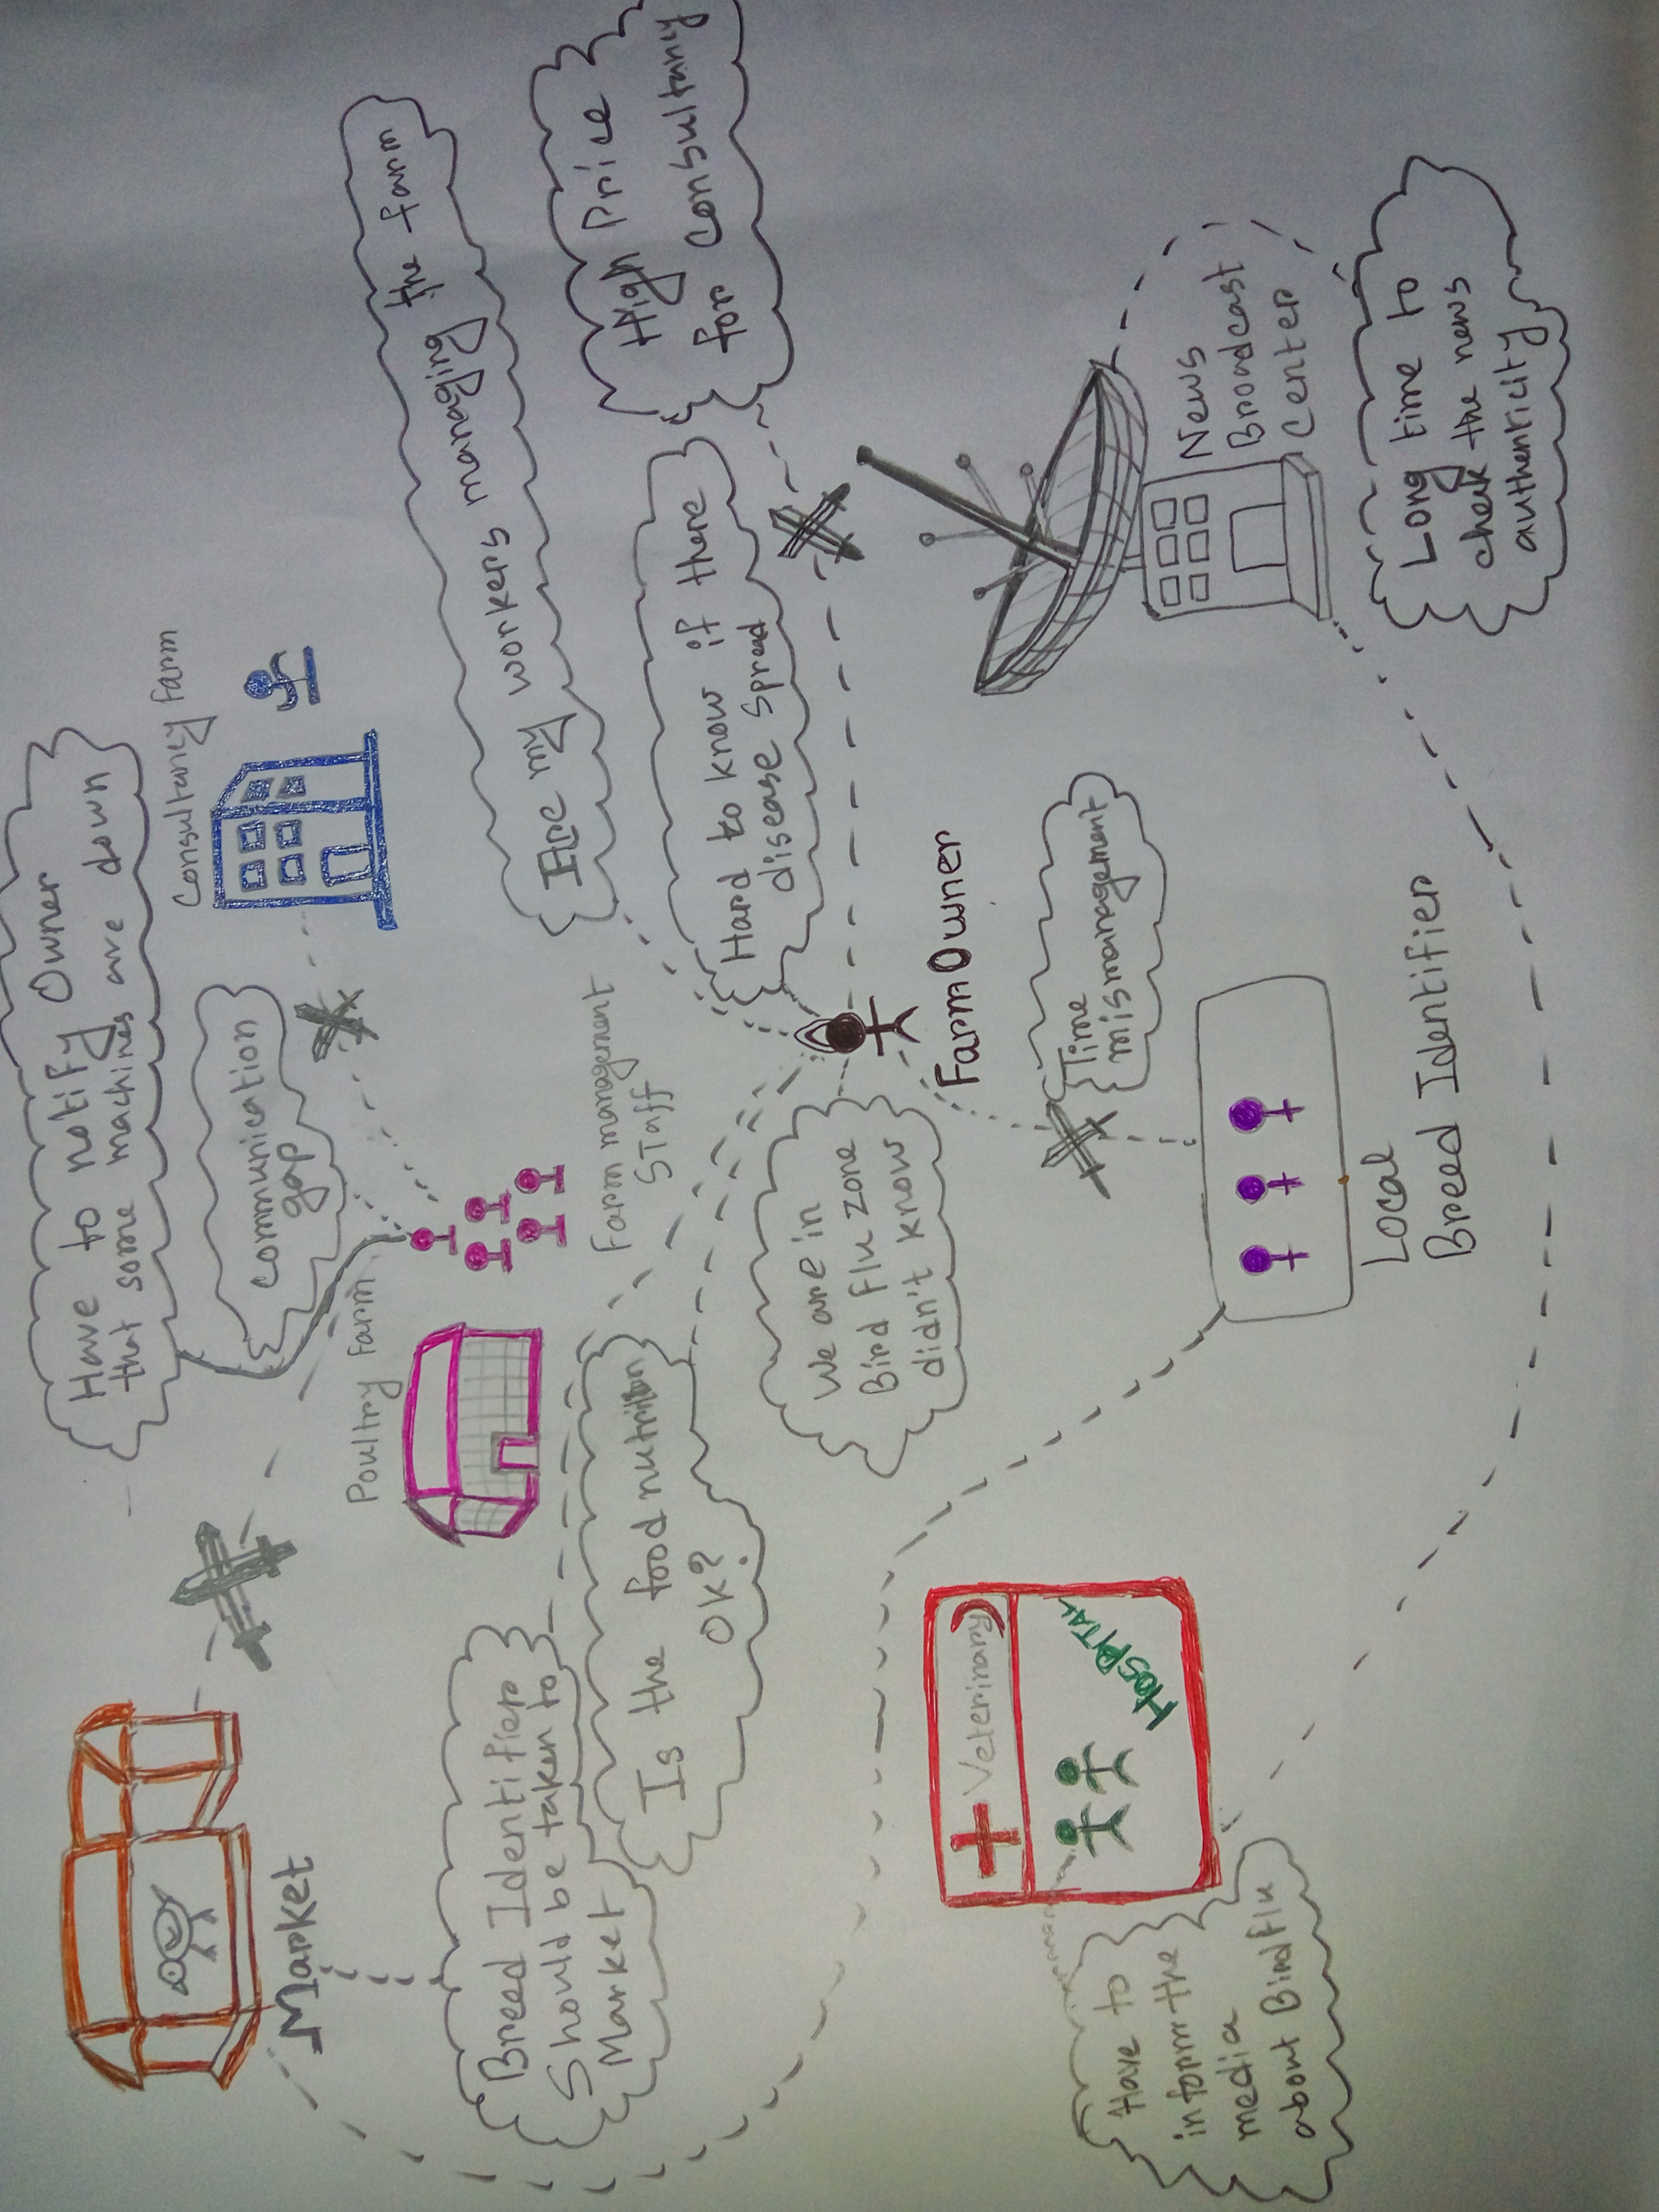 Have to notify Owner
that some machines are down
Consultancy Farm
communication
gap
Market
Poultry Farm
Are my workers managing the farm
Breed Identifier
Should be taken to
Market
High Price
for Consultancy
Farm management
Staff
Is the food nutrition
Ok?
Hard to know if there
disease Spread
We are in
Bird Flu zone
didn't know
Farm Owner
Veterinary
HOSPITAL
Time
mismanagement
Have to
inform the
media
about Bird Flu
News
Broadcast
Center
Local
Breed Identifier
Long time to
check the news
authenticity